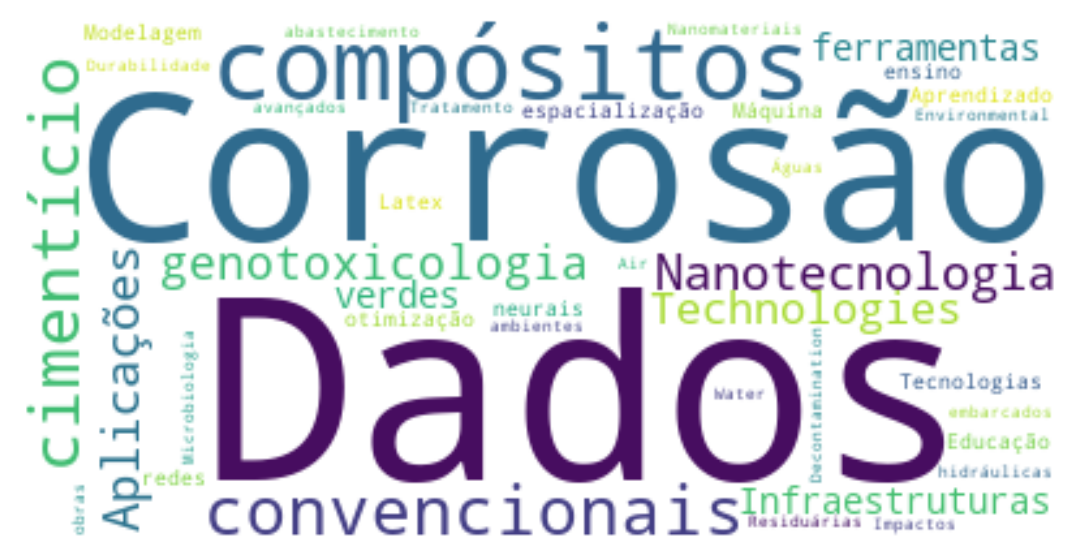 Modelagem
abastecimento
Nanomateriais
compósitos
ferramentas
Durabilidade
ensino
avançados
Tratamento
espacialização
Máquina
Aprendizado
Environmental
cimentício
Corrosão
Águas
Latex
genotoxicologia
Air
Nanotecnologia
Aplicações
verdes
neurais
Technologies
otimização
ambientes
Dados
Microbiologia
Water
Decontamination
Tecnologias
embarcados
Educação
redes
hidráulicas
obras
convencionais
Infraestruturas
Residuárias
Impactos